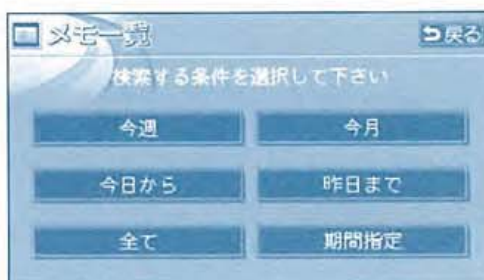 メモ一覧 戻る
検索する条件を選択して下さい
今週 今月
今日から 昨日まで
全て 期間指定